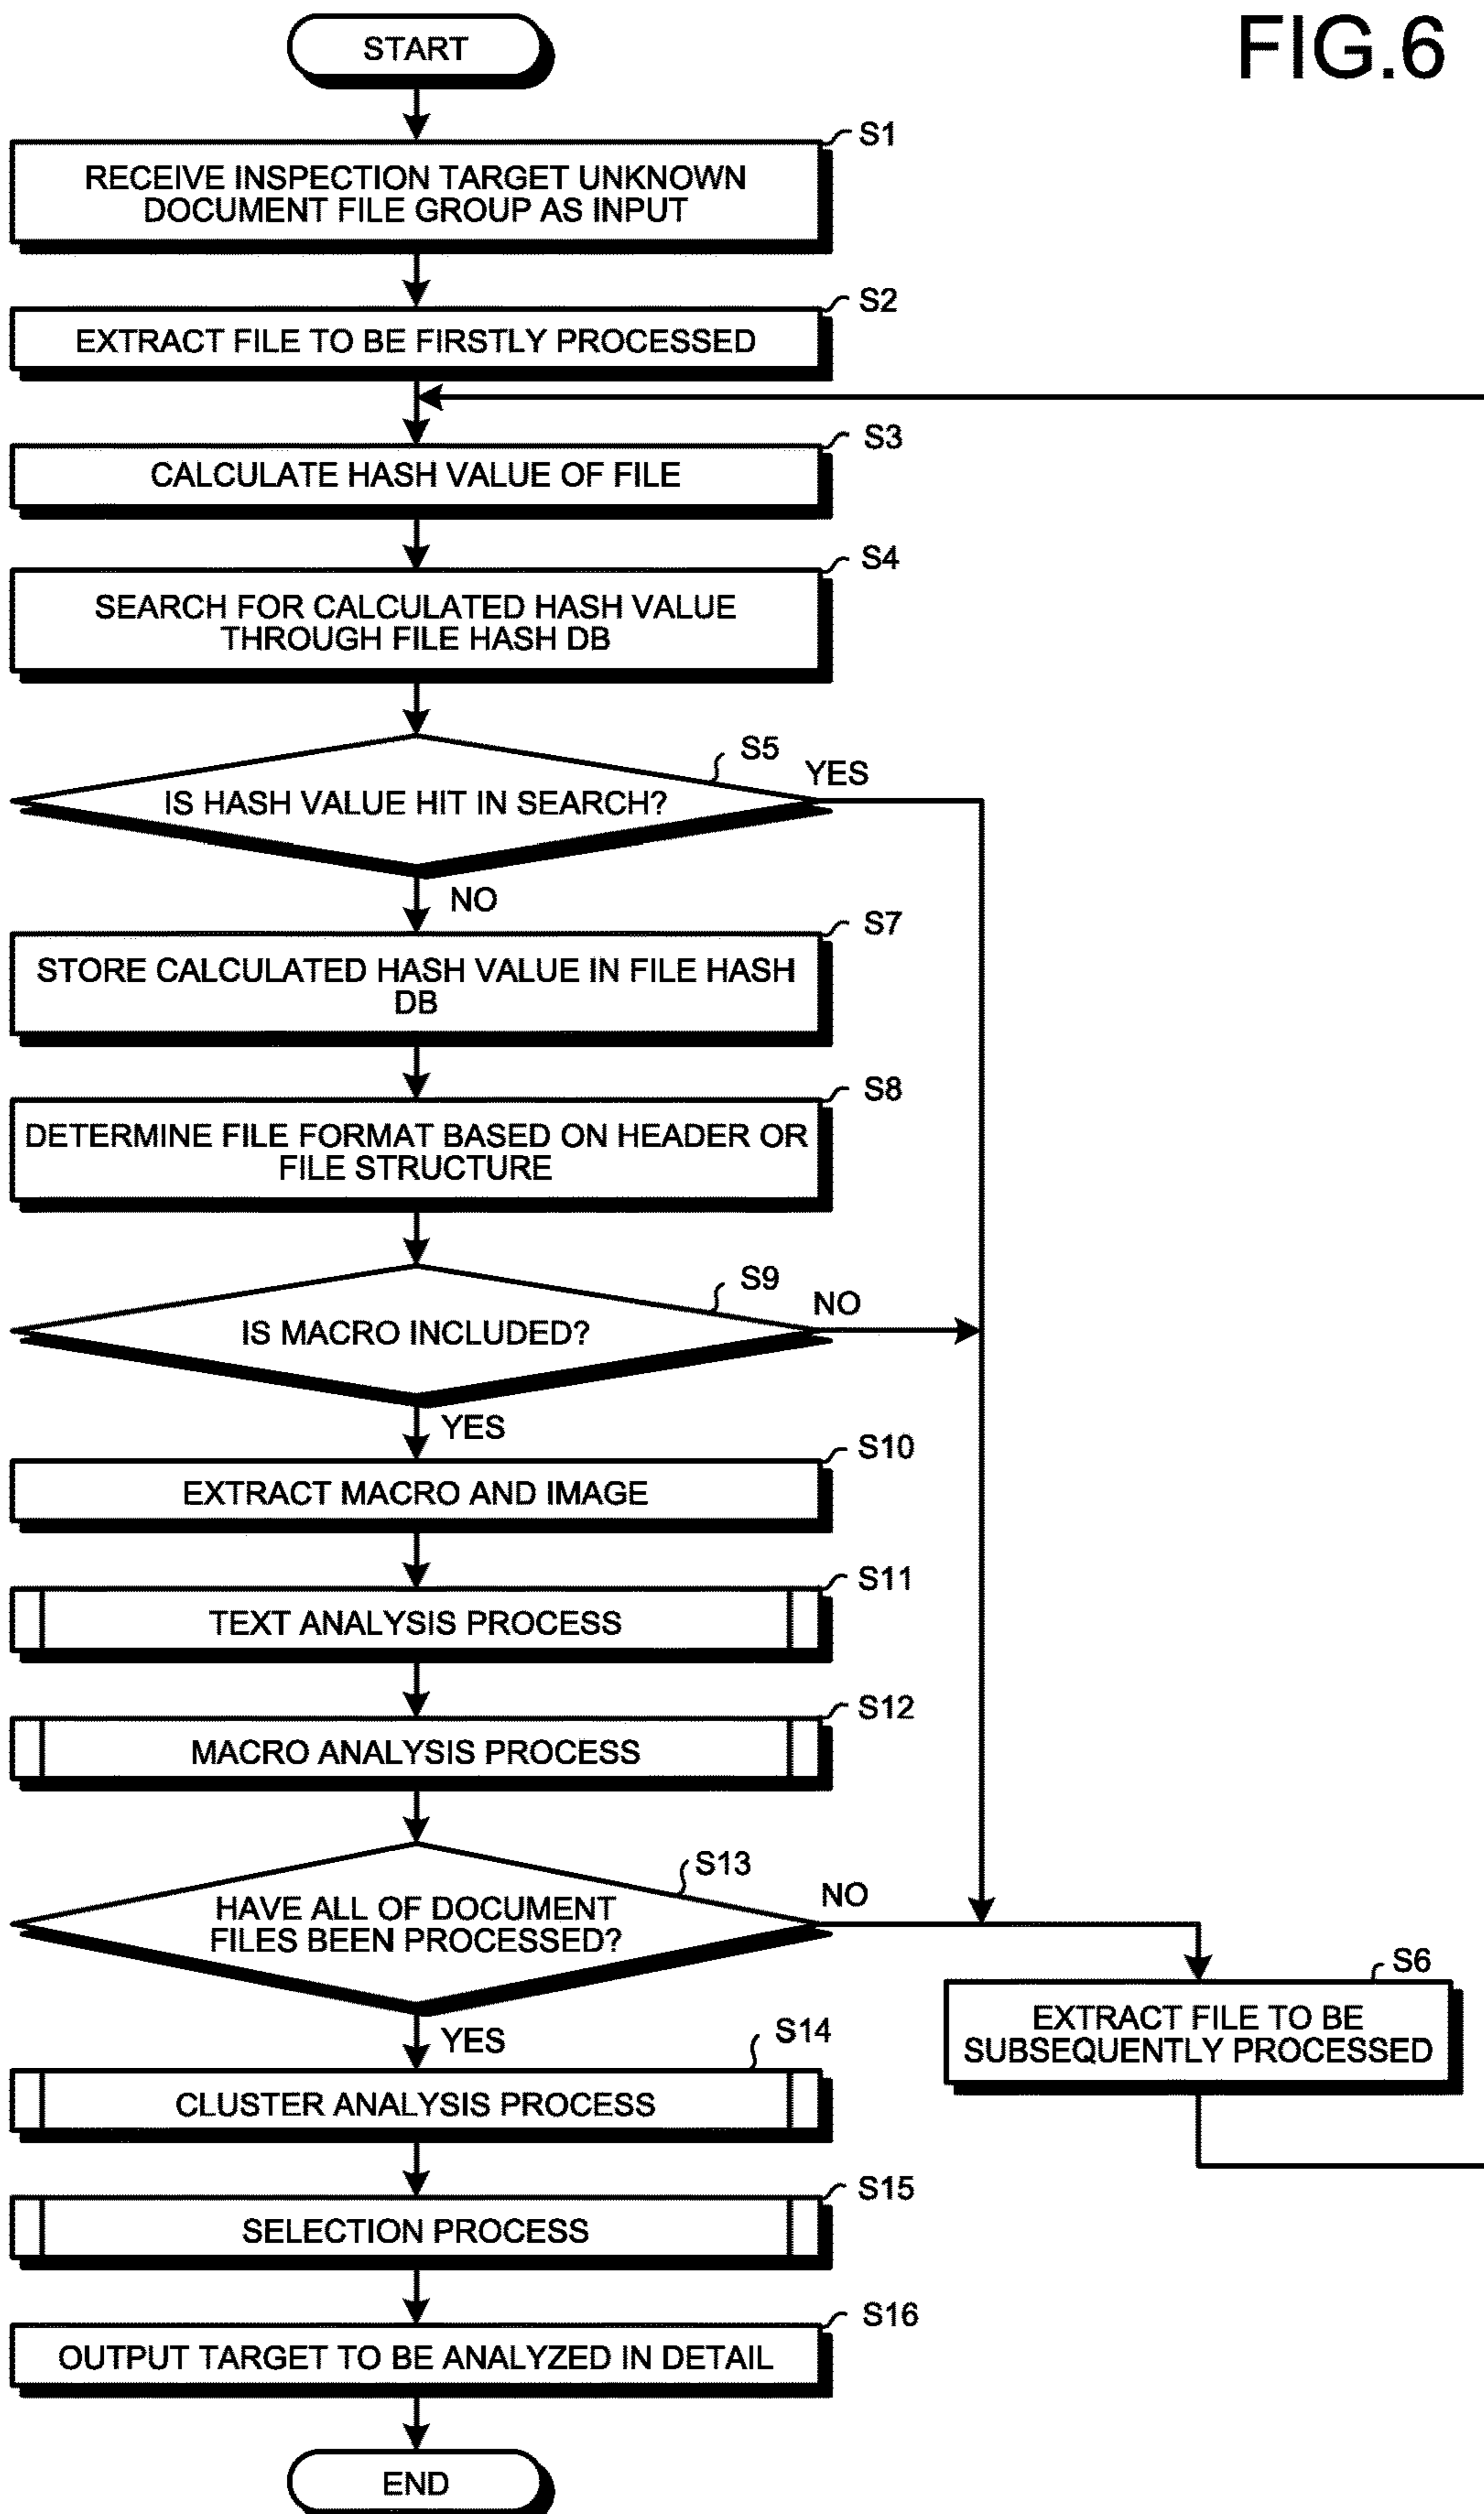 FIG.6
START
S1
RECEIVE INSPECTION TARGET UNKNOWN
DOCUMENT FILE GROUP AS INPUT
S2
EXTRACT FILE TO BE FIRSTLY PROCESSED
S3
CALCULATE HASH VALUE OF FILE
S4
SEARCH FOR CALCULATED HASH VALUE
THROUGH FILE HASH DB
S5
YES
IS HASH VALUE HIT IN SEARCH?
NO
S7
STORE CALCULATED HASH VALUE IN FILE HASH
DB
S8
DETERMINE FILE FORMAT BASED ON HEADER OR
FILE STRUCTURE
S9
NO
IS MACRO INCLUDED?
YES
S10
EXTRACT MACRO AND IMAGE
S11
TEXT ANALYSIS PROCESS
S12
MACRO ANALYSIS PROCESS
S13
NO
HAVE ALL OF DOCUMENT
FILES BEEN PROCESSED?
S6
EXTRACT FILE TO BE
SUBSEQUENTLY PROCESSED
YES
S14
CLUSTER ANALYSIS PROCESS
S15
SELECTION PROCESS
S16
OUTPUT TARGET TO BE ANALYZED IN DETAIL
END